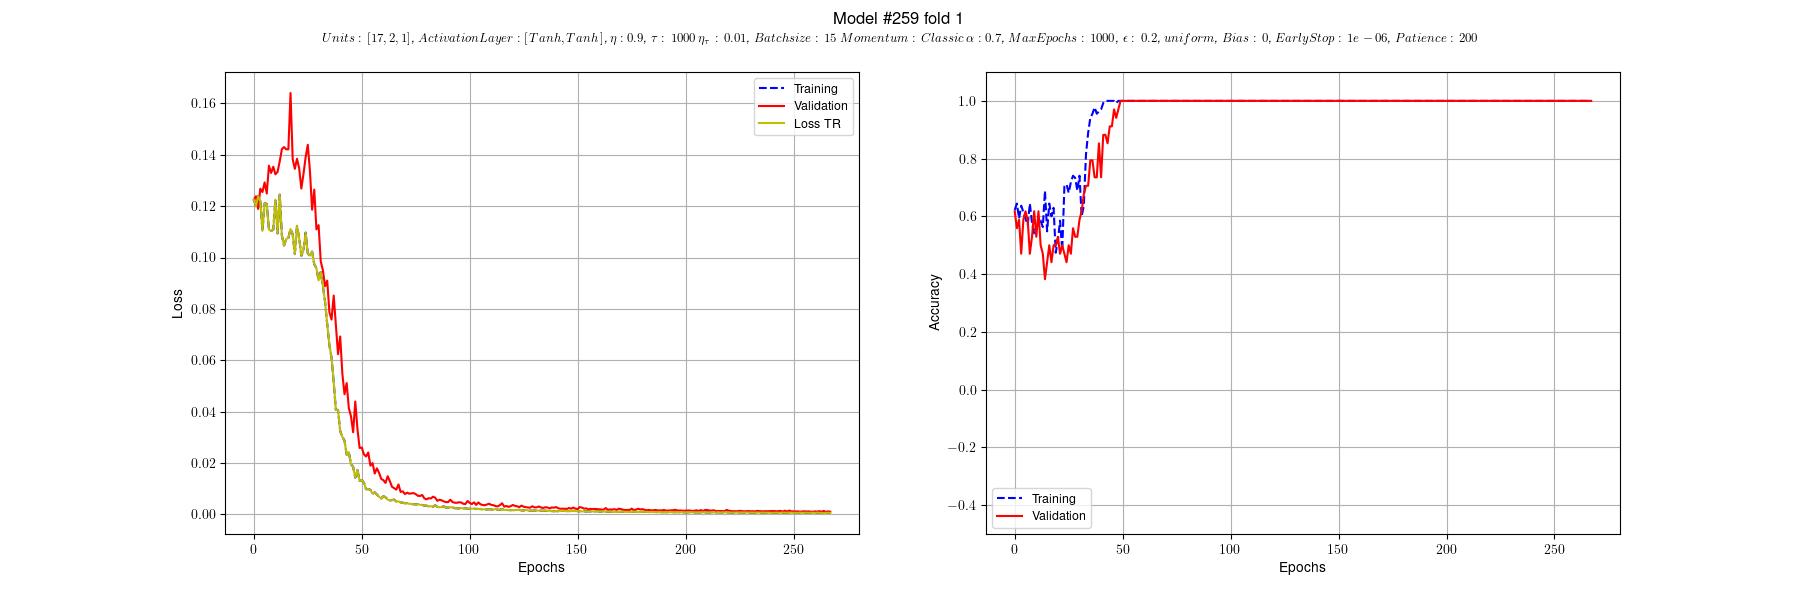 Model #259 fold 1
Units : [17, 2, 1], ActivationLayer : [Tanh, Tanh], η : 0.9, τ : 1000 ητ : 0.01, Batchsize : 15 Momentum : Classic α : 0.7, MaxEpochs : 1000, ϵ : 0.2, uniform, Bias : 0, EarlyStop : 1e − 06, Patience : 200
Loss
0.16
0.14
0.12
0.10
0.08
0.06
0.04
0.02
0.00
Training
Validation
Loss TR
0 50 100 150 200 250
Epochs
Accuracy
1.0
0.8
0.6
0.4
0.2
0.0
−0.2
−0.4
Training
Validation
0 50 100 150 200 250
Epochs